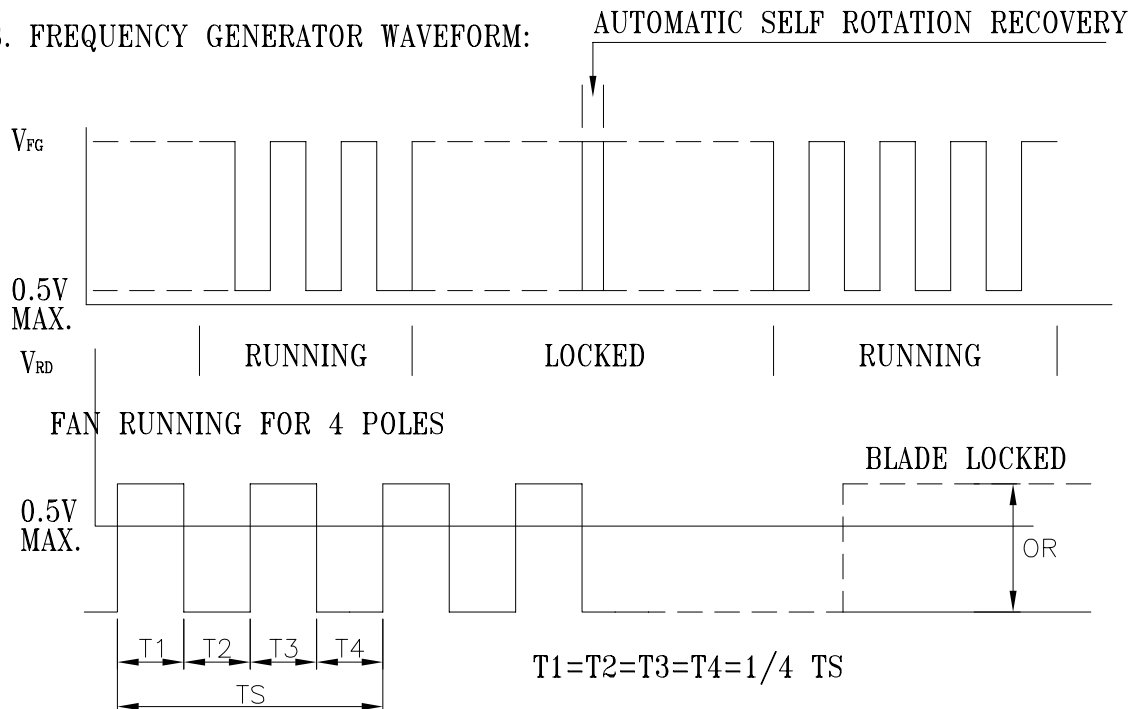 . FREQUENCY GENERATOR WAVEFORM:
AUTOMATIC SELF ROTATION RECOVERY
VFG
0.5V
MAX.
RUNNING
LOCKED
RUNNING
VRD
FAN RUNNING FOR 4 POLES
BLADE LOCKED
0.5V
MAX.
OR
T1
T2
T3
T4
T1=T2=T3=T4=1/4 TS
TS